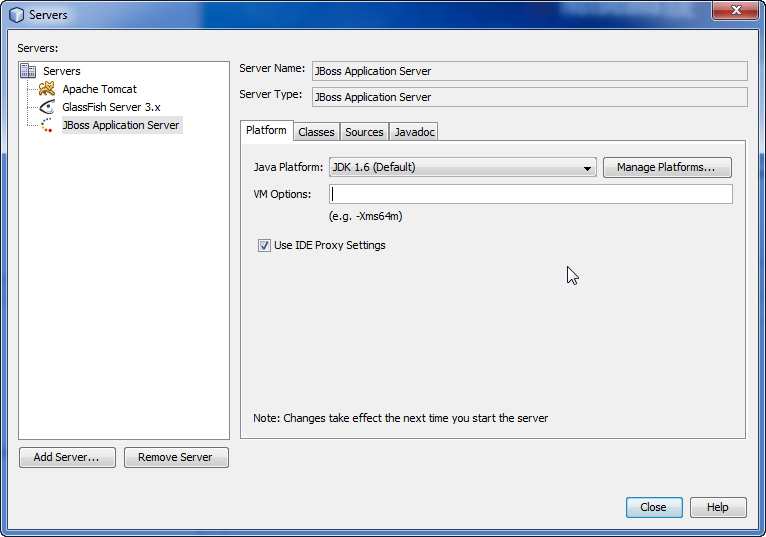 Servers
Servers:
Servers
Apache Tomcat
GlassFish Server 3.x
JBoss Application Server
Server Name: JBoss Application Server
Server Type: JBoss Application Server
Platform Classes Sources Javadoc
Java Platform: JDK 1.6 (Default) Manage Platforms...
VM Options:
(e.g. -Xms64m)
Use IDE Proxy Settings
Note: Changes take effect the next time you start the server
Add Server... Remove Server
Close Help